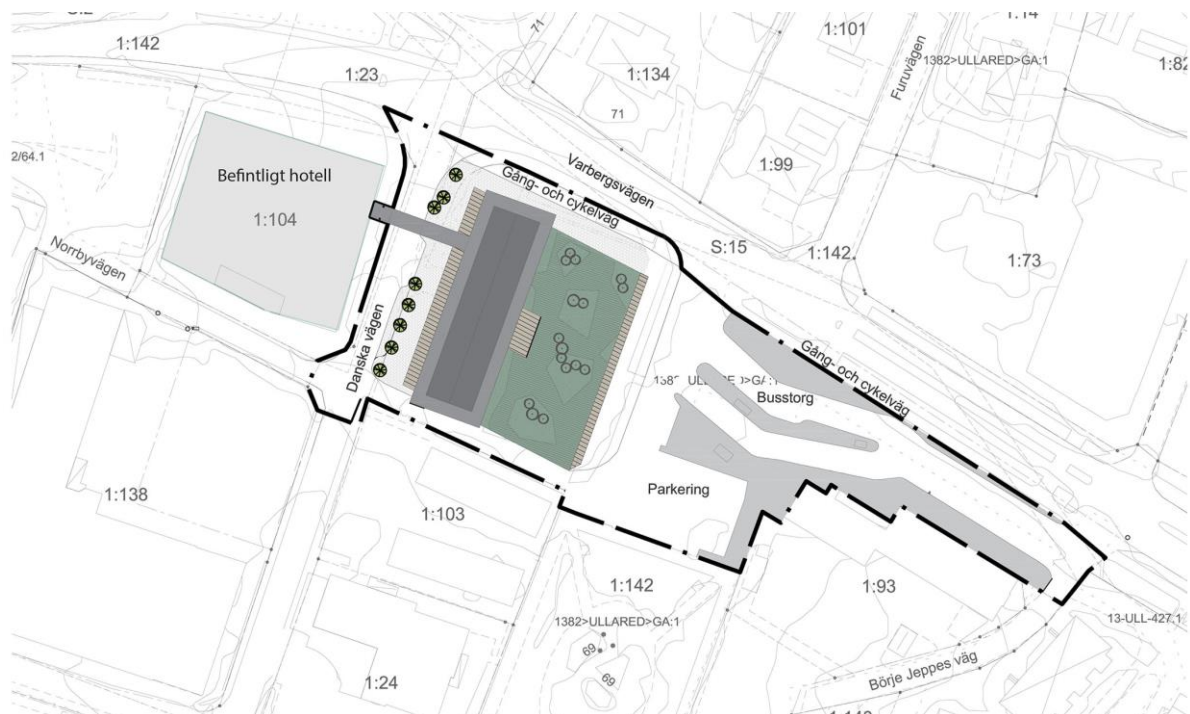 1:142
1:23
71
1:134
71
1:101
Furuvägen
1:14
1382>ULLARED>GA:1
1:82
2/64.1
Befintligt hotell
1:104
Norrbyvägen
Varbergsvägen
Gång- och cykelväg
1:99
S:15
1:142
1:73
Danska vägen
Gång- och cykelväg
Busstorg
Parkering
1:138
1:103
1:142
1382>ULLARED>GA:1
69
69
1:93
13-ULL-427.1
Börje Jeppes väg
1:24